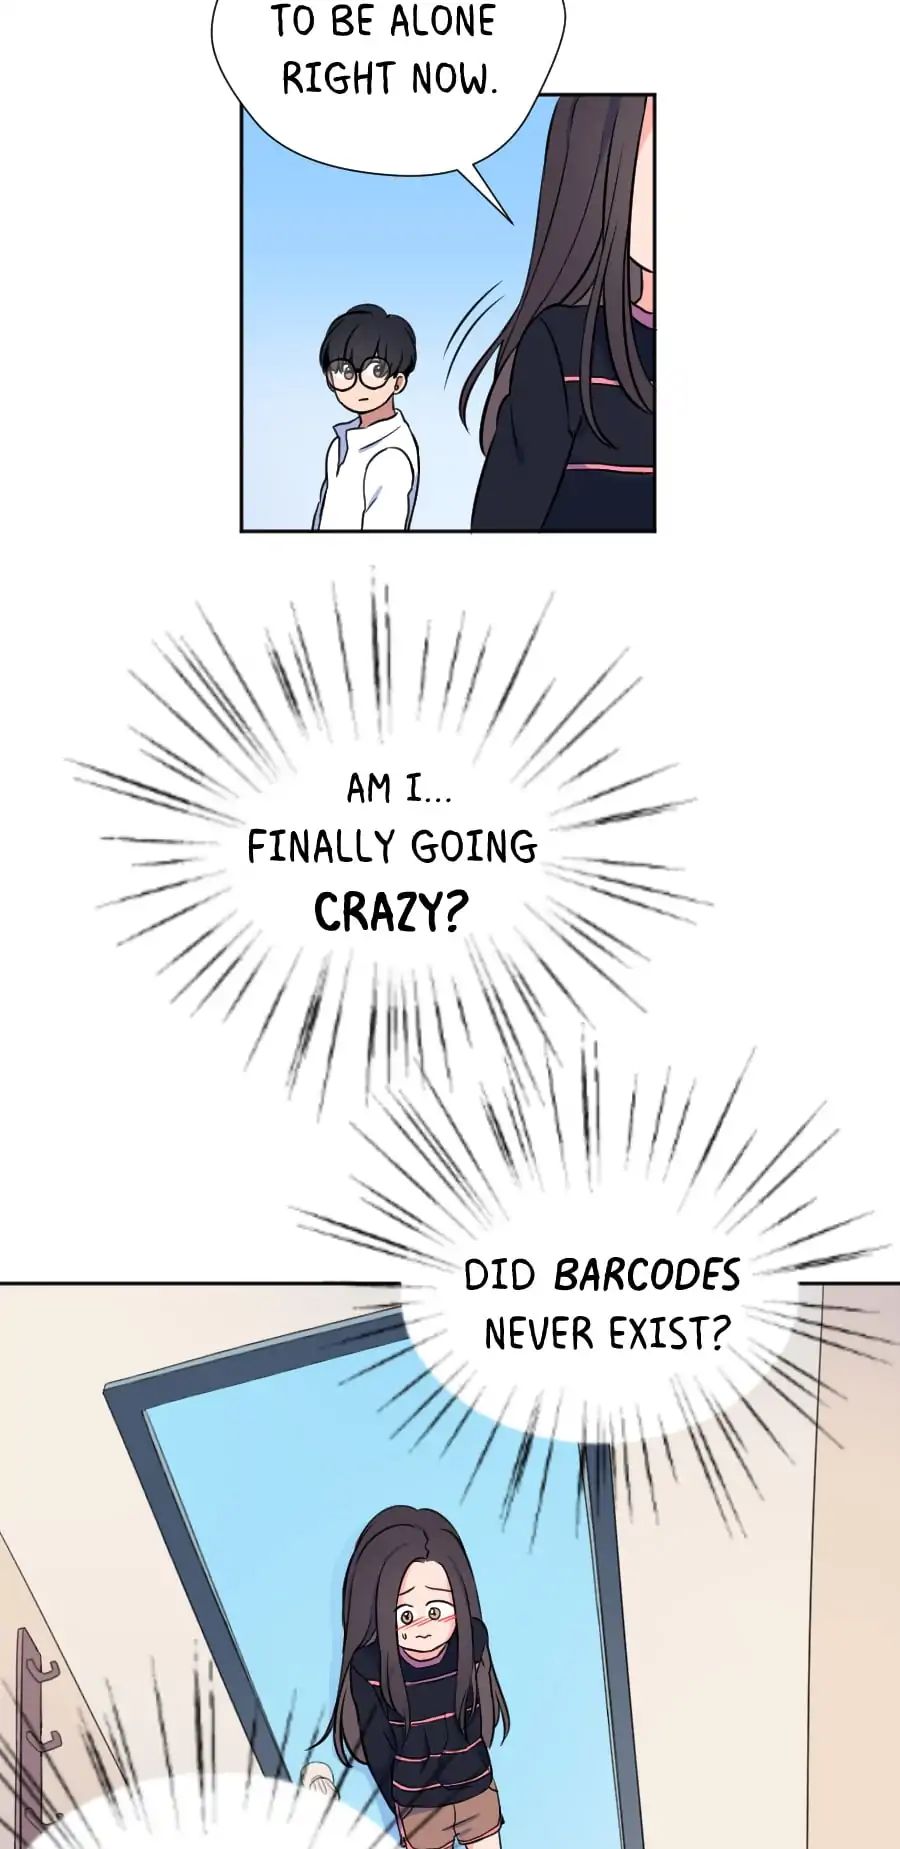 TO BE ALONE
RIGHT NOW.
AM I...
FINALLY GOING
CRAZY?
DID BARCODES
NEVER EXIST?